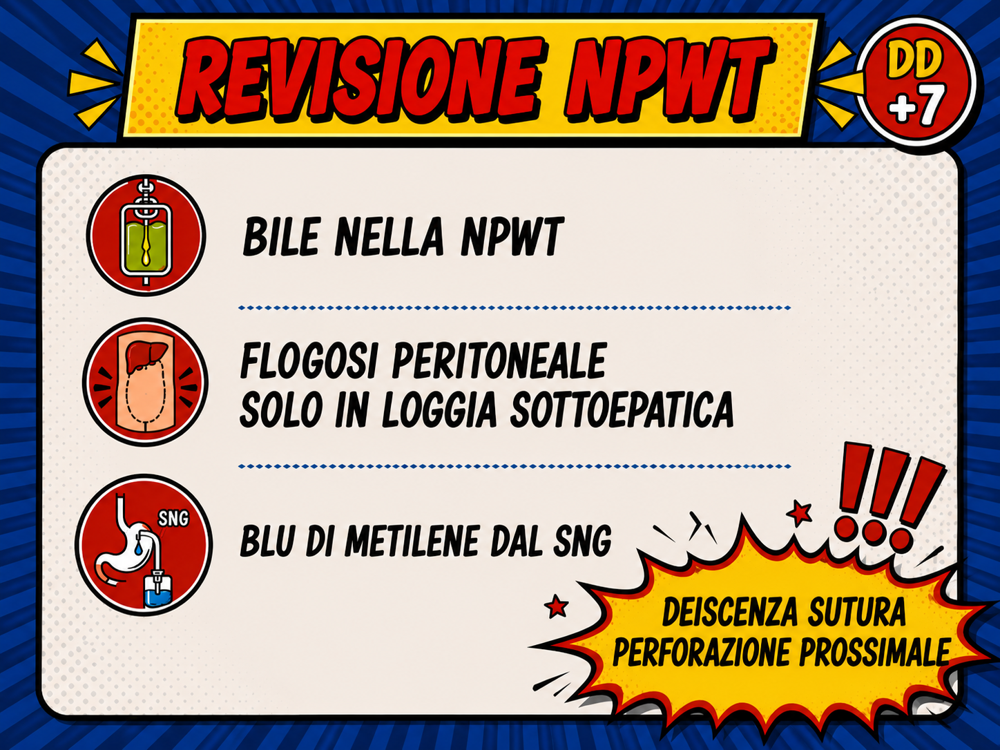 REVISIONE NPWT
DD
+7
BILE NELLA NPWT
FLOGOSI PERITONEALE
SOLO IN LOGGIA SOTTOEPATICA
SNG
BLU DI METILENE DAL SNG
!!!
DEISCENZA SUTURA
PERFORAZIONE PROSSIMALE